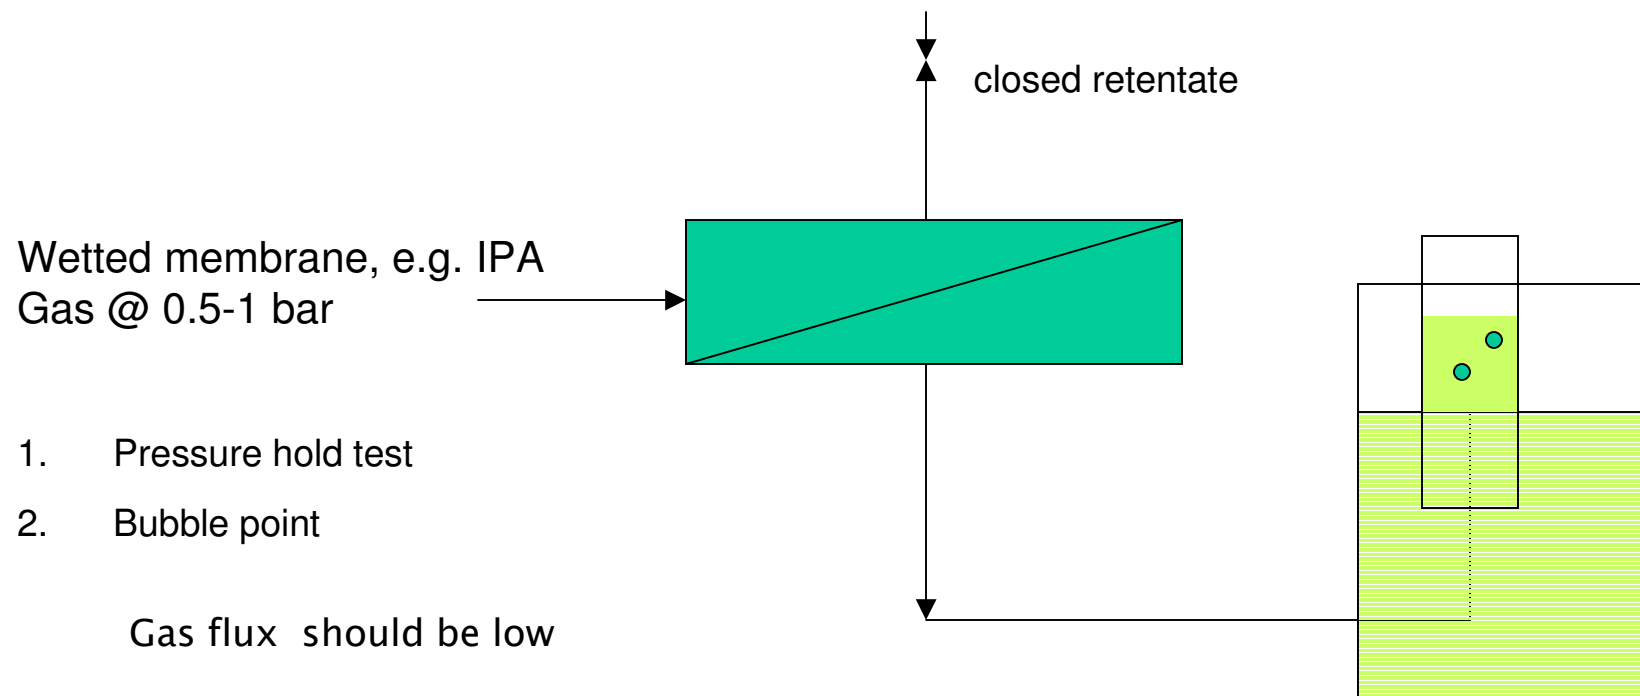 closed retentate
Wetted membrane, e.g. IPA
Gas @ 0.5-1 bar
1. Pressure hold test
2. Bubble point
Gas flux should be low